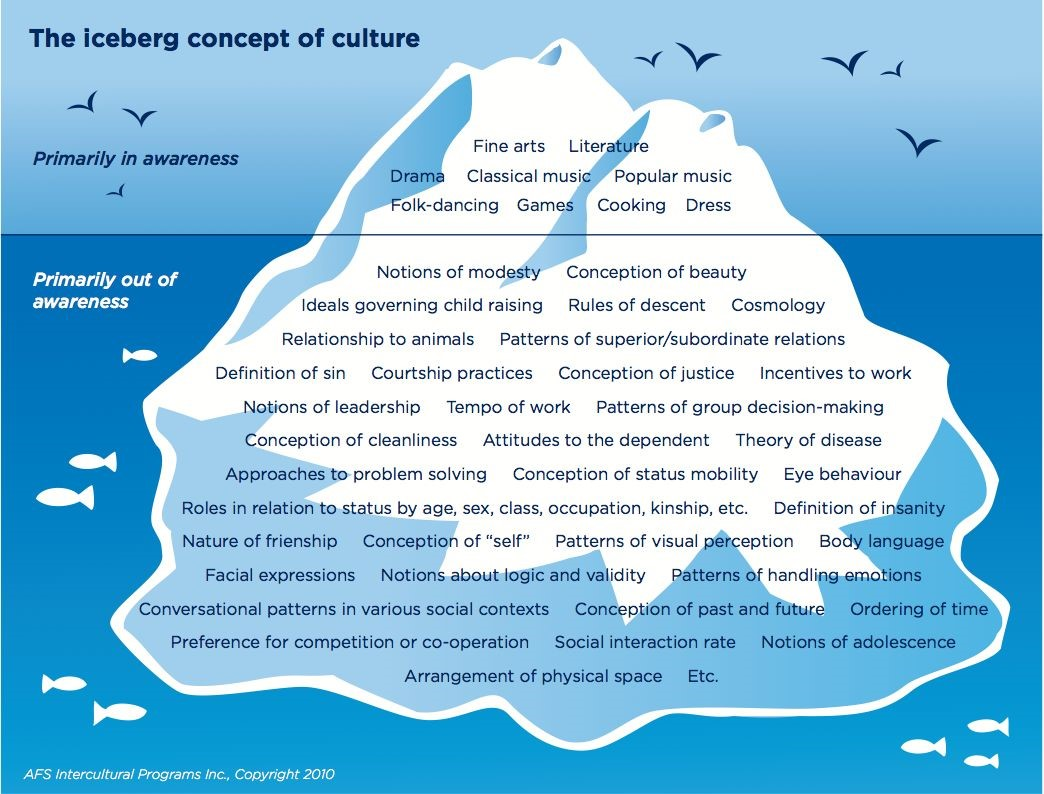 The iceberg concept of culture
Primarily in awareness
Fine arts Literature
Drama Classical music Popular music
Folk-dancing Games Cooking Dress
Primarily out of
awareness
Notions of modesty Conception of beauty
Ideals governing child raising Rules of descent Cosmology
Relationship to animals Patterns of superior/subordinate relations
Definition of sin Courtship practices Conception of justice Incentives to work
Notions of leadership Tempo of work Patterns of group decision-making
Conception of cleanliness Attitudes to the dependent Theory of disease
Approaches to problem solving Conception of status mobility Eye behaviour
Roles in relation to status by age, sex, class, occupation, kinship, etc. Definition of insanity
Nature of frienship Conception of “self” Patterns of visual perception Body language
Facial expressions Notions about logic and validity Patterns of handling emotions
Conversational patterns in various social contexts Conception of past and future Ordering of time
Preference for competition or co-operation Social interaction rate Notions of adolescence
Arrangement of physical space Etc.
AFS Intercultural Programs Inc., Copyright 2010